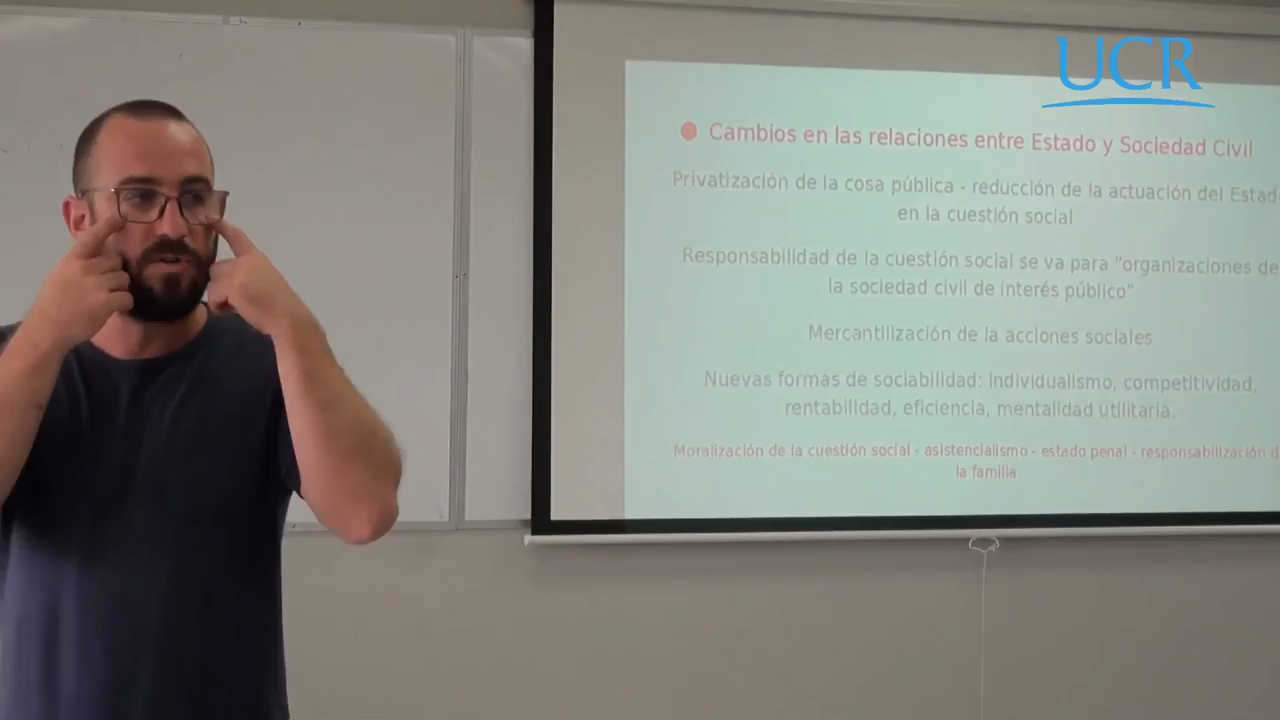 UCR
Cambios en las relaciones entre Estado y Sociedad Civil
Privatización de la cosa pública - reducción de la actuación del Estado
en la cuestión social
Responsabilidad de la cuestión social se va para "organizaciones de
la sociedad civil de interés público"
Mercantilización de la acciones sociales
Nuevas formas de sociabilidad: individualismo, competitividad,
rentabilidad, eficiencia, mentalidad utilitaria.
Moralización de la cuestión social - asistencialismo - estado penal - responsabilización d
la familia